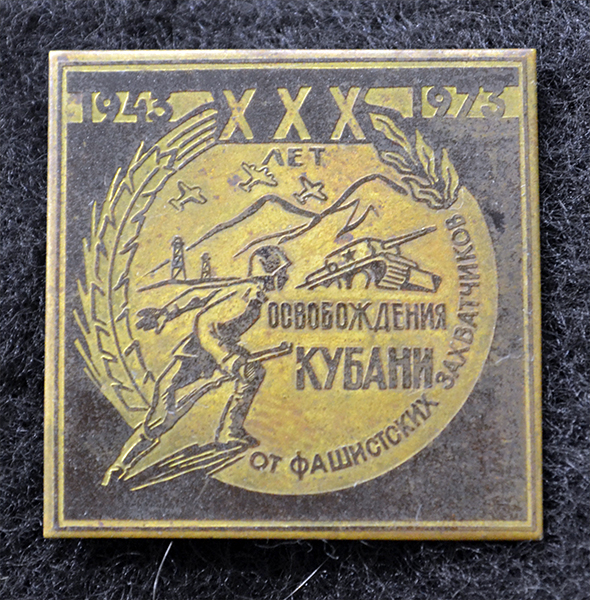 1943 XXX 1973
ЛЕТ
ОСВОБОЖДЕНИЯ
КУБАНИ
ОТ ФАШИСТСКИХ ЗАХВАТЧИКОВ